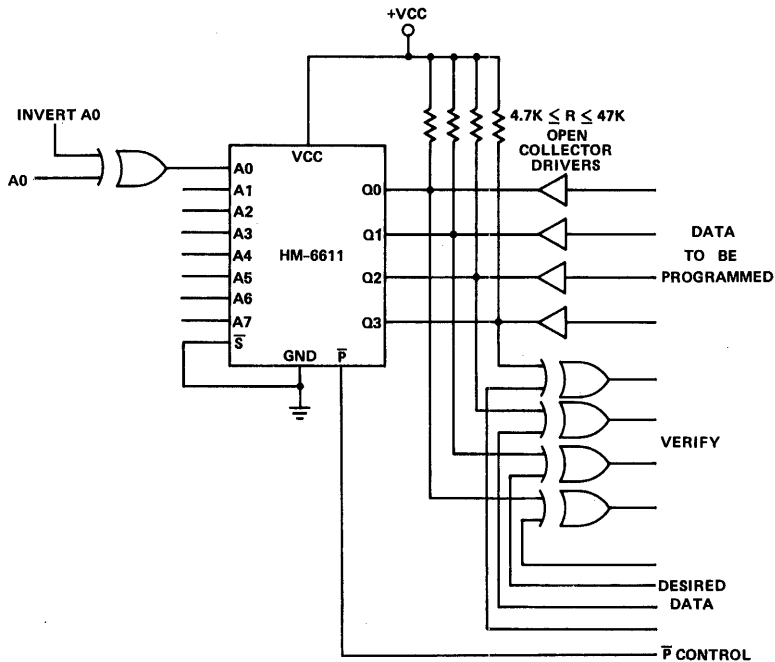 +VCC
INVERT A0
A0
4.7K ≤ R ≤ 47K
OPEN
COLLECTOR
DRIVERS
VCC
A0
A1
A2
A3
A4
A5
A6
A7
S̅
HM-6611
Q0
Q1
Q2
Q3
GND
P̅
DATA
TO BE
PROGRAMMED
VERIFY
DESIRED
DATA
P̅ CONTROL